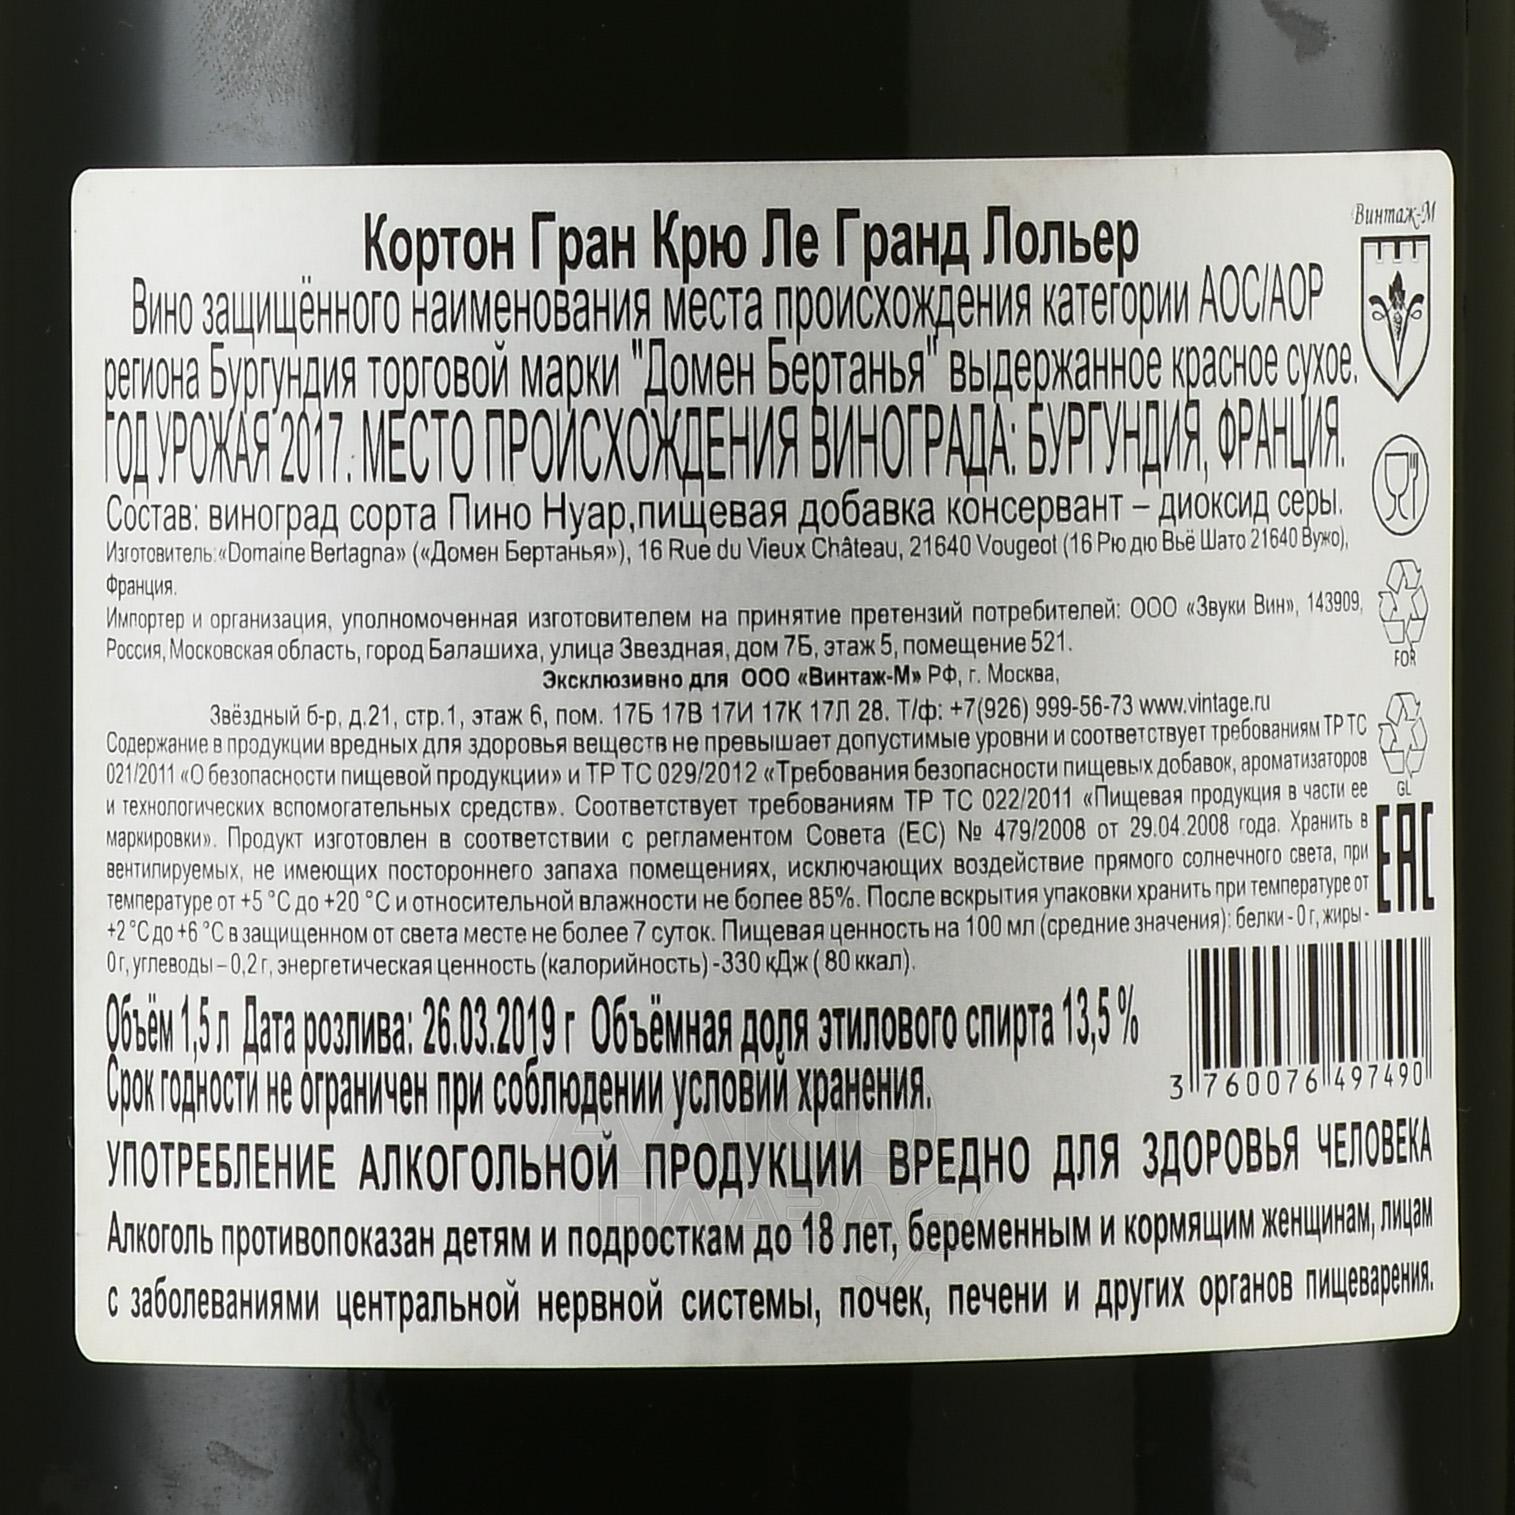 Винтаж-М
Кортон Гран Крю Ле Гранд Лольер
Вино защищённого наименования места происхождения категории АОС/АОР
региона Бургундия торговой марки "Домен Бертанья" выдержанное красное сухое.
ГОД УРОЖАЯ 2017. МЕСТО ПРОИСХОЖДЕНИЯ ВИНОГРАДА: БУРГУНДИЯ, ФРАНЦИЯ.
Состав: виноград сорта Пино Нуар,пищевая добавка консервант – диоксид серы.
Изготовитель:«Domaine Bertagna» («Домен Бертанья»), 16 Rue du Vieux Château, 21640 Vougeot (16 Рю дю Вьё Шато 21640 Вужо),
Франция.
Импортер и организация, уполномоченная изготовителем на принятие претензий потребителей: ООО «Звуки Вин», 143909,
Россия, Московская область, город Балашиха, улица Звездная, дом 7Б, этаж 5, помещение 521.
Эксклюзивно для ООО «Винтаж-М» РФ, г. Москва,
Звёздный б-р, д.21, стр.1, этаж 6, пом. 17Б 17В 17И 17К 17Л 28. Т/ф: +7(926) 999-56-73 www.vintage.ru
Содержание в продукции вредных для здоровья веществ не превышает допустимые уровни и соответствует требованиям ТР ТС
021/2011 «О безопасности пищевой продукции» и ТР ТС 029/2012 «Требования безопасности пищевых добавок, ароматизаторов
и технологических вспомогательных средств». Соответствует требованиям ТР ТС 022/2011 «Пищевая продукция в части ее
маркировки». Продукт изготовлен в соответствии с регламентом Совета (ЕС) № 479/2008 от 29.04.2008 года. Хранить в
вентилируемых, не имеющих постороннего запаха помещениях, исключающих воздействие прямого солнечного света, при
температуре от +5 °C до +20 °C и относительной влажности не более 85%. После вскрытия упаковки хранить при температуре от
+2 °C до +6 °C в защищенном от света месте не более 7 суток. Пищевая ценность на 100 мл (средние значения): белки - 0 г, жиры -
0 г, углеводы – 0,2 г, энергетическая ценность (калорийность) -330 кДж ( 80 ккал).
FOR
GL
EAC
Объём 1,5 л Дата розлива: 26.03.2019 г Объёмная доля этилового спирта 13,5 %
Срок годности не ограничен при соблюдении условий хранения.
3 760076 497490
УПОТРЕБЛЕНИЕ АЛКОГОЛЬНОЙ ПРОДУКЦИИ ВРЕДНО ДЛЯ ЗДОРОВЬЯ ЧЕЛОВЕКА
Алкоголь противопоказан детям и подросткам до 18 лет, беременным и кормящим женщинам, лицам
с заболеваниями центральной нервной системы, почек, печени и других органов пищеварения.
АЛКО
ПЛАЗА